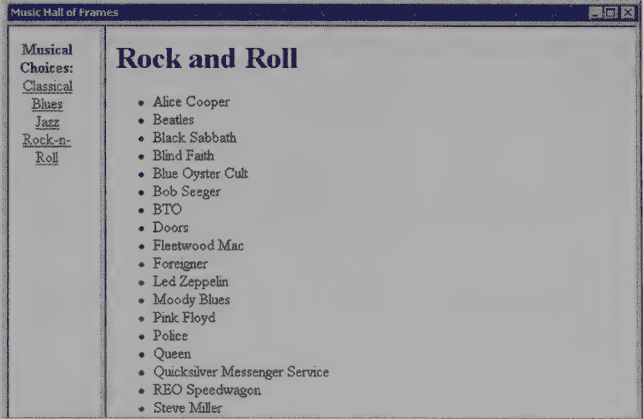 Music Hall of Frames
Musical
Choices:
Classical
Blues
Jazz
Rock-n-
Roll
Rock and Roll
• Alice Cooper
• Beatles
• Black Sabbath
• Blind Faith
• Blue Oyster Cult
• Bob Seeger
• BTO
• Doors
• Fleetwood Mac
• Foreigner
• Led Zeppelin
• Moody Blues
• Pink Floyd
• Police
• Queen
• Quicksilver Messenger Service
• REO Speedwagon
• Steve Miller